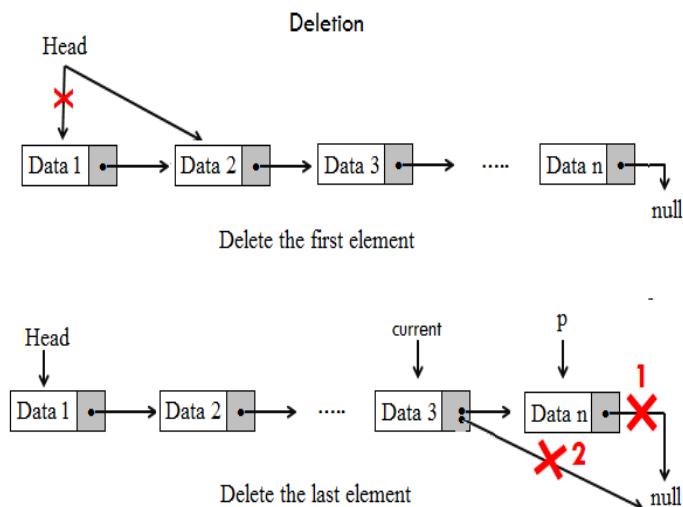 Deletion
Head
Data 1 Data 2 Data 3 ..... Data n
null
Delete the first element
Head current p
1
Data 1 Data 2 ..... Data 3 Data n
2
null
Delete the last element